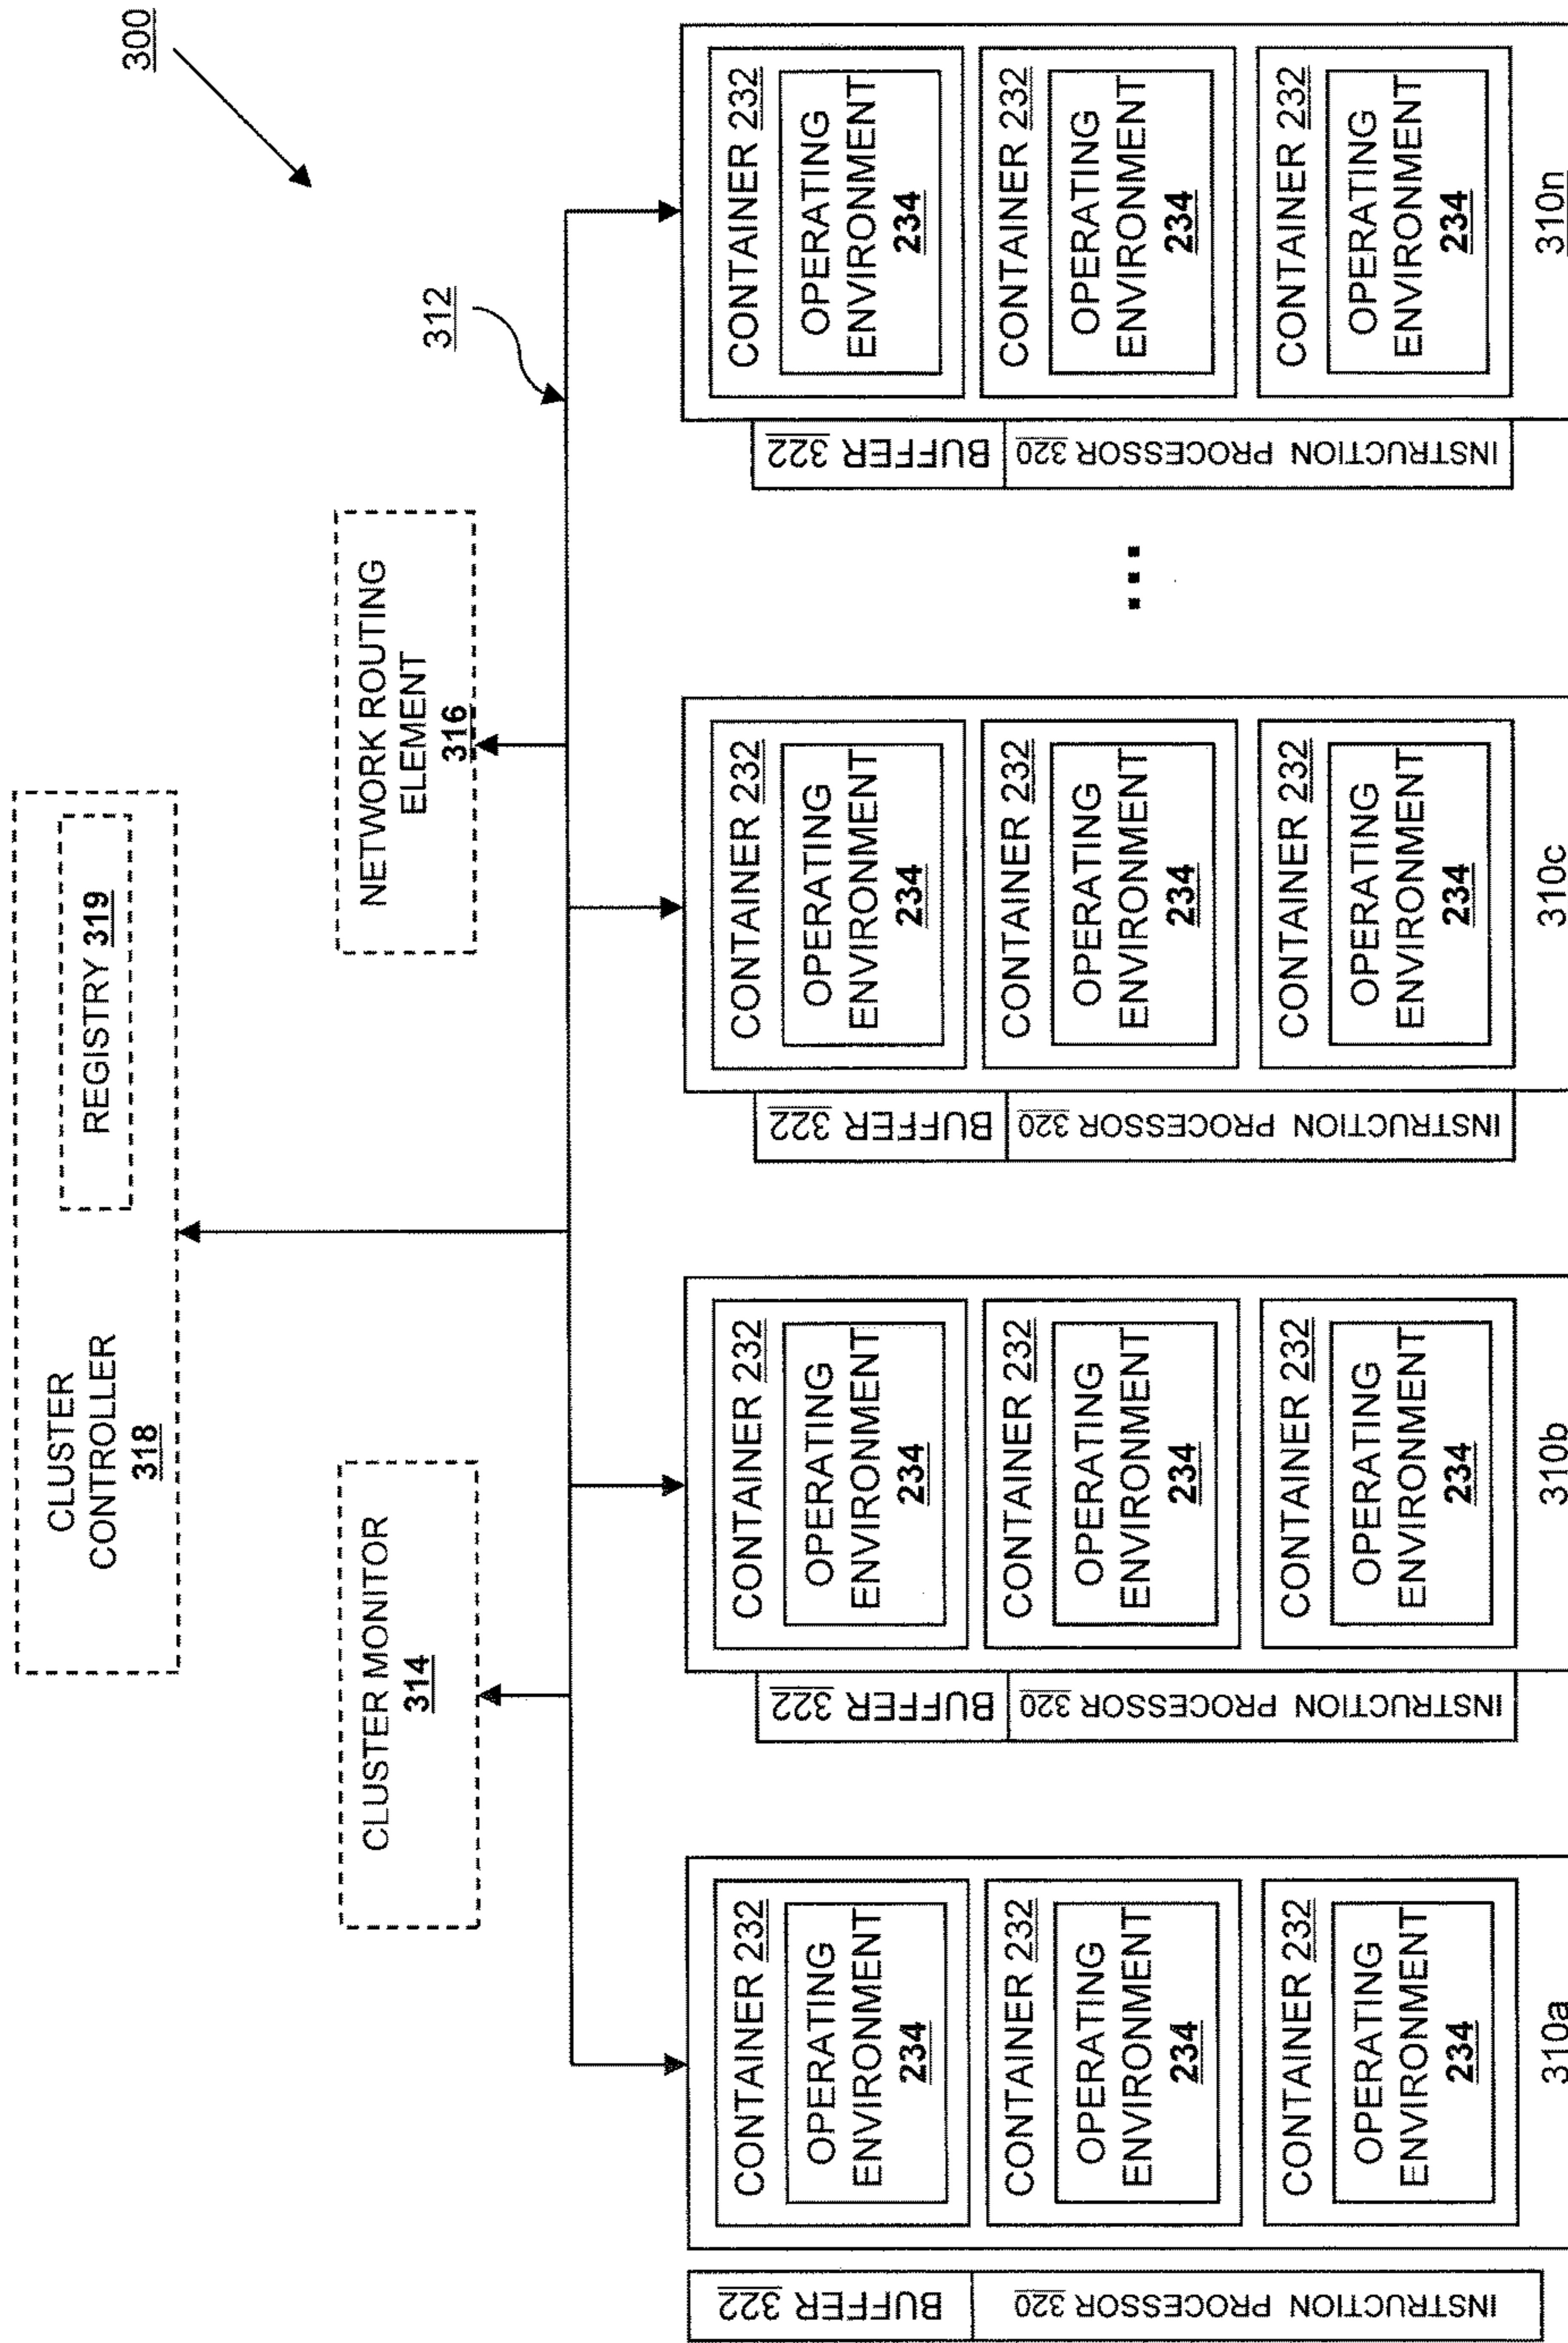 300
CLUSTER
CONTROLLER
318
REGISTRY 319
CLUSTER MONITOR
314
NETWORK ROUTING
ELEMENT
316
312
BUFFER 322
INSTRUCTION PROCESSOR 320
CONTAINER 232
OPERATING
ENVIRONMENT
234
CONTAINER 232
OPERATING
ENVIRONMENT
234
CONTAINER 232
OPERATING
ENVIRONMENT
234
310a
BUFFER 322
INSTRUCTION PROCESSOR 320
CONTAINER 232
OPERATING
ENVIRONMENT
234
CONTAINER 232
OPERATING
ENVIRONMENT
234
CONTAINER 232
OPERATING
ENVIRONMENT
234
310b
BUFFER 322
INSTRUCTION PROCESSOR 320
CONTAINER 232
OPERATING
ENVIRONMENT
234
CONTAINER 232
OPERATING
ENVIRONMENT
234
CONTAINER 232
OPERATING
ENVIRONMENT
234
310c
...
BUFFER 322
INSTRUCTION PROCESSOR 320
CONTAINER 232
OPERATING
ENVIRONMENT
234
CONTAINER 232
OPERATING
ENVIRONMENT
234
CONTAINER 232
OPERATING
ENVIRONMENT
234
310n